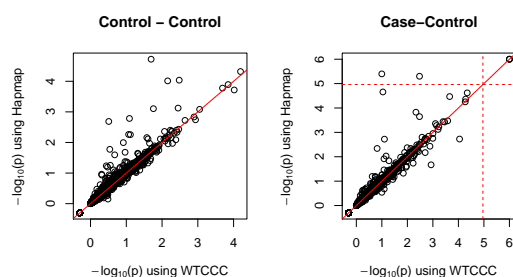 Control − Control
−log10(p) using Hapmap
4
3
2
1
0
0 1 2 3 4
−log10(p) using WTCCC
Case−Control
−log10(p) using Hapmap
6
5
4
3
2
1
0
0 1 2 3 4 5 6
−log10(p) using WTCCC